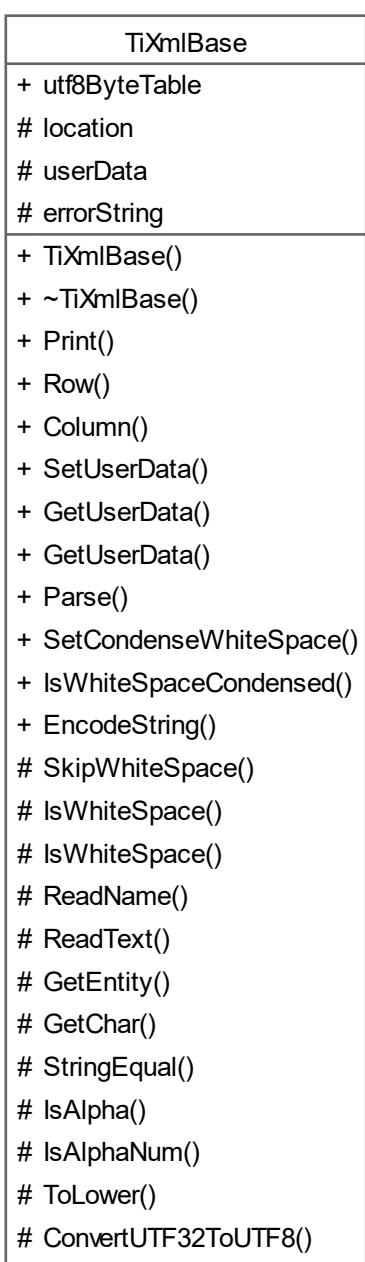 TiXmlBase
+ utf8ByteTable
# location
# userData
# errorString
+ TiXmlBase()
+ ~TiXmlBase()
+ Print()
+ Row()
+ Column()
+ SetUserData()
+ GetUserData()
+ GetUserData()
+ Parse()
+ SetCondenseWhiteSpace()
+ IsWhiteSpaceCondensed()
+ EncodeString()
# SkipWhiteSpace()
# IsWhiteSpace()
# IsWhiteSpace()
# ReadName()
# ReadText()
# GetEntity()
# GetChar()
# StringEqual()
# IsAlpha()
# IsAlphaNum()
# ToLower()
# ConvertUTF32ToUTF8()